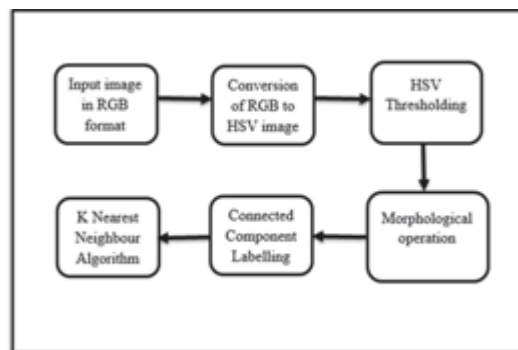 Input image
in RGB
format
Conversion
of RGB to
HSV image
HSV
Thresholding
Morphological
operation
Connected
Component
Labelling
K Nearest
Neighbour
Algorithm